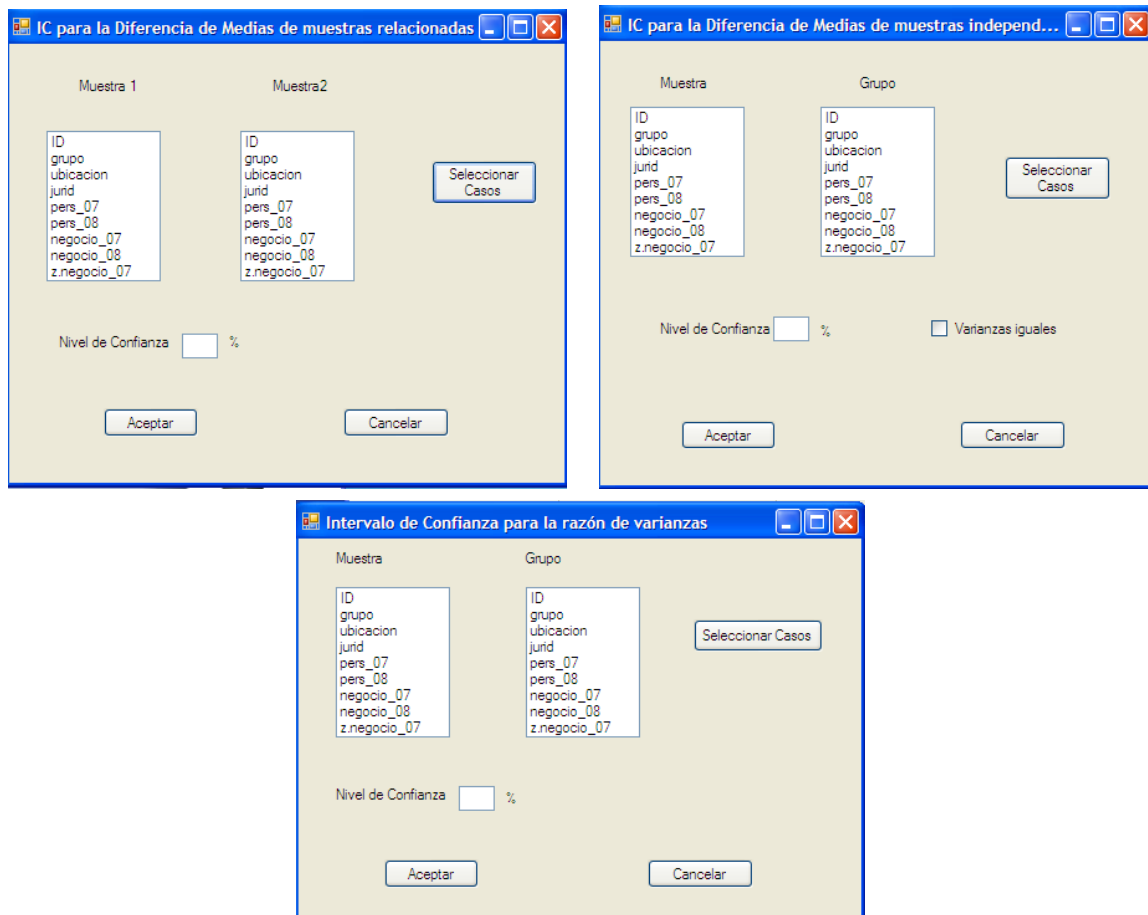 IC para la Diferencia de Medias de muestras relacionadas
Muestra 1
Muestra2
ID
grupo
ubicacion
jurid
pers_07
pers_08
negocio_07
negocio_08
z.negocio_07
ID
grupo
ubicacion
jurid
pers_07
pers_08
negocio_07
negocio_08
z.negocio_07
Seleccionar
Casos
Nivel de Confianza %
Aceptar
Cancelar
IC para la Diferencia de Medias de muestras independ...
Muestra
Grupo
ID
grupo
ubicacion
jurid
pers_07
pers_08
negocio_07
negocio_08
z.negocio_07
ID
grupo
ubicacion
jurid
pers_07
pers_08
negocio_07
negocio_08
z.negocio_07
Seleccionar
Casos
Nivel de Confianza %
Varianzas iguales
Aceptar
Cancelar
Intervalo de Confianza para la razón de varianzas
Muestra
Grupo
ID
grupo
ubicacion
jurid
pers_07
pers_08
negocio_07
negocio_08
z.negocio_07
ID
grupo
ubicacion
jurid
pers_07
pers_08
negocio_07
negocio_08
z.negocio_07
Seleccionar Casos
Nivel de Confianza %
Aceptar
Cancelar